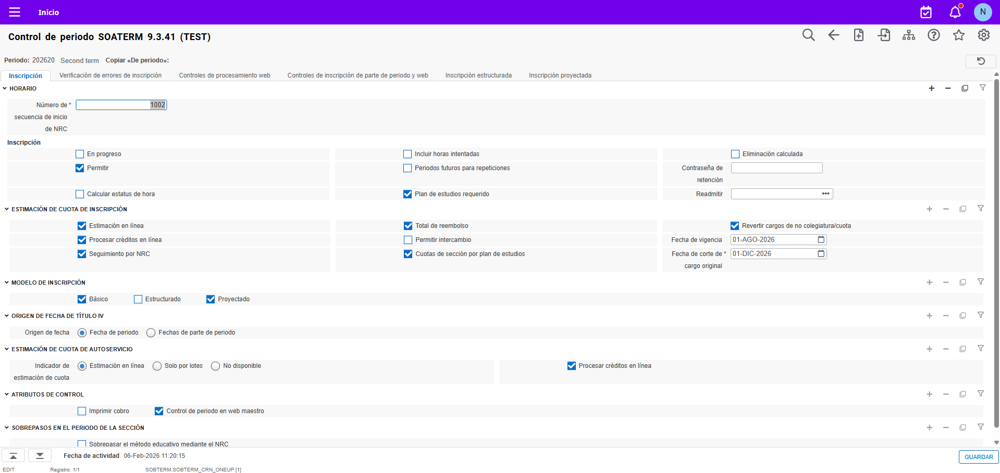 Inicio
N
Control de periodo SOATERM 9.3.41 (TEST)
Periodo: 202620 Second term Copiar «De periodo»:
Inscripción Verificación de errores de inscripción Controles de procesamiento web Controles de inscripción de parte de periodo y web Inscripción estructurada Inscripción proyectada
HORARIO
Número de * 1002
secuencia de inicio
de NRC
Inscripción
En progreso Incluir horas intentadas Eliminación calculada
Permitir Periodos futuros para repeticiones Contraseña de
retención
Calcular estatus de hora Plan de estudios requerido Readmitir
ESTIMACIÓN DE CUOTA DE INSCRIPCIÓN
Estimación en línea Total de reembolso Revertir cargos de no colegiatura/cuota
Procesar créditos en línea Permitir intercambio Fecha de vigencia 01-AGO-2026
Seguimiento por NRC Cuotas de sección por plan de estudios Fecha de corte de * 01-DIC-2026
cargo original
MODELO DE INSCRIPCIÓN
Básico Estructurado Proyectado
ORIGEN DE FECHA DE TÍTULO IV
Origen de fecha Fecha de periodo Fechas de parte de periodo
ESTIMACIÓN DE CUOTA DE AUTOSERVICIO
Indicador de Estimación en línea Solo por lotes No disponible Procesar créditos en línea
estimación de cuota
ATRIBUTOS DE CONTROL
Imprimir cobro Control de periodo en web maestro
SOBREPASOS EN EL PERIODO DE LA SECCIÓN
Sobrepasar el método educativo mediante el NRC
Fecha de actividad 06-Feb-2026 11:20:15 GUARDAR
EDIT Registro: 1/1 SOBTERM.SOBTERM_CRN_ONEUP [1]